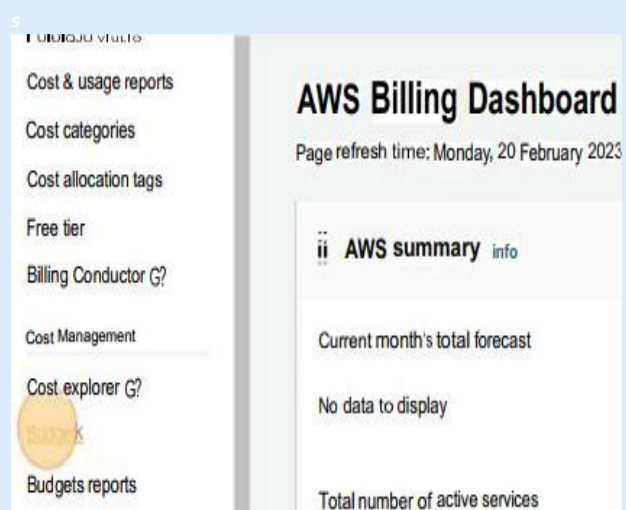 s
Cost & usage reports
Cost categories
Cost allocation tags
Free tier
Billing Conductor G?
Cost Management
Cost explorer G?
Budgek
Budgets reports
AWS Billing Dashboard
Page refresh time: Monday, 20 February 2023
ii AWS summary info
Current month's total forecast
No data to display
Total number of active services